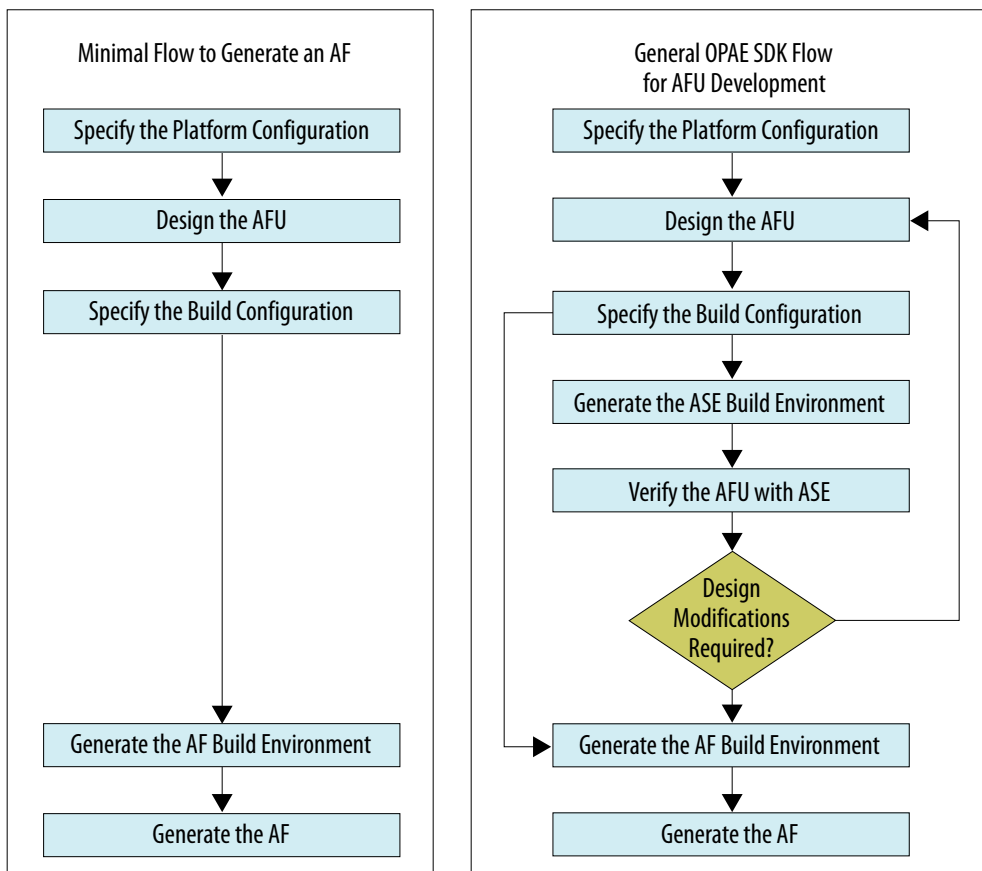 Minimal Flow to Generate an AF
Specify the Platform Configuration
Design the AFU
Specify the Build Configuration
Generate the AF Build Environment
Generate the AF
General OPAE SDK Flow
for AFU Development
Specify the Platform Configuration
Design the AFU
Specify the Build Configuration
Generate the ASE Build Environment
Verify the AFU with ASE
Design
Modifications
Required?
Generate the AF Build Environment
Generate the AF